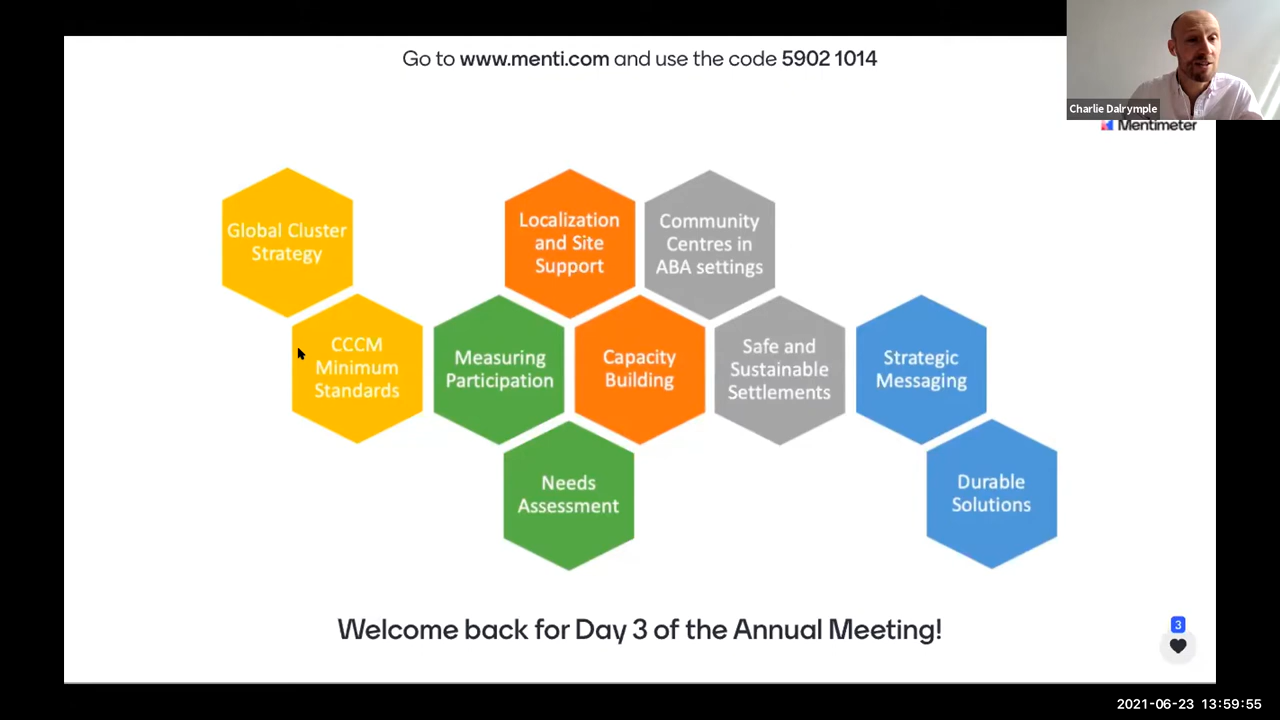 Go to www.menti.com and use the code 5902 1014
Charlie Dalrymple
Mentimeter
Global Cluster
Strategy
Localization
and Site
Support
Community
Centres in
ABA settings
CCCM
Minimum
Standards
Measuring
Participation
Capacity
Building
Safe and
Sustainable
Settlements
Strategic
Messaging
Needs
Assessment
Durable
Solutions
Welcome back for Day 3 of the Annual Meeting!
3
2021-06-23 13:59:55